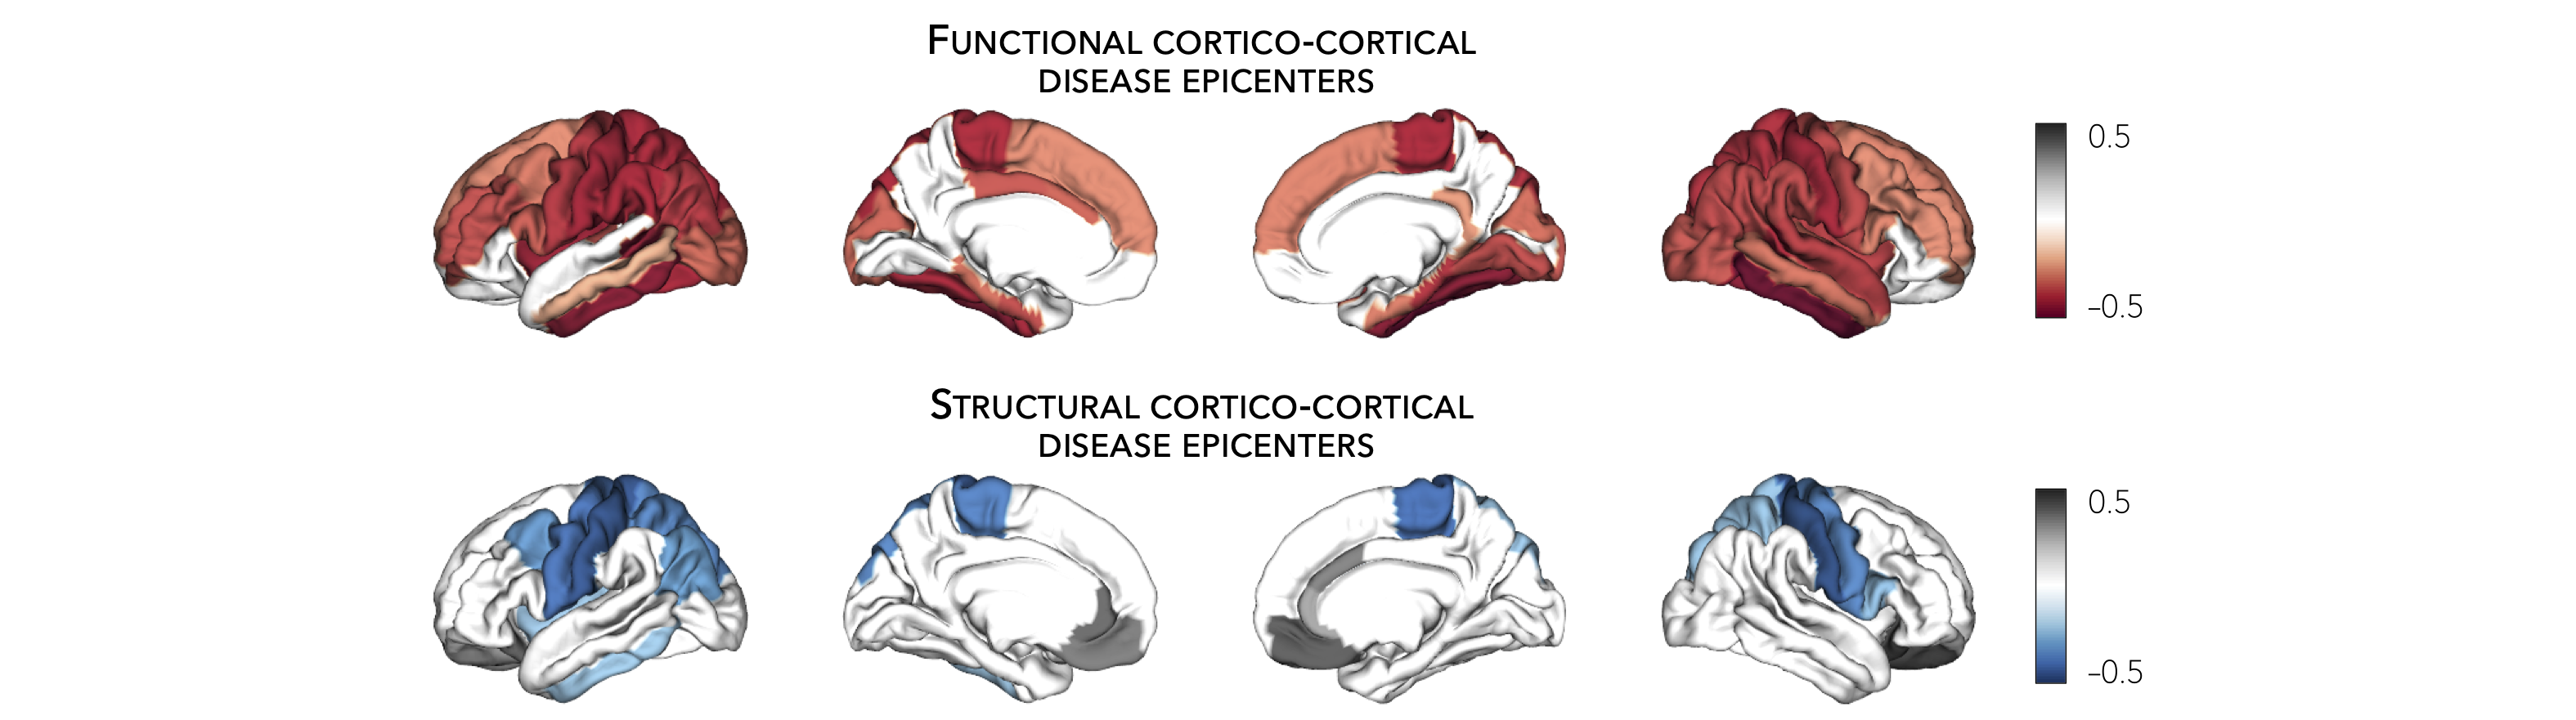 FUNCTIONAL CORTICO-CORTICAL
DISEASE EPICENTERS
0.5
–0.5
STRUCTURAL CORTICO-CORTICAL
DISEASE EPICENTERS
0.5
–0.5